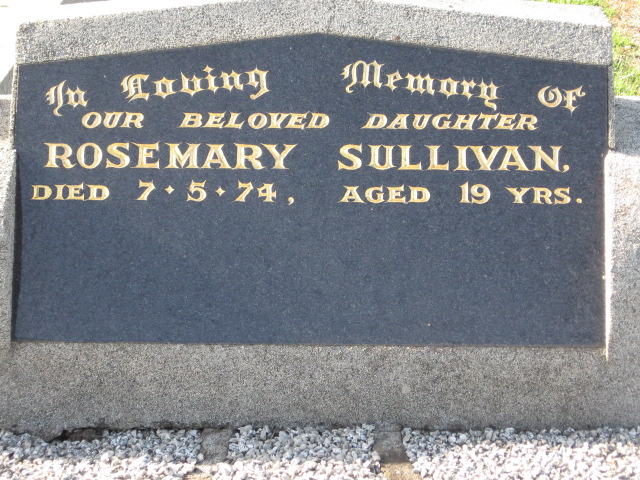 In Loving Memory OF
OUR BELOVED DAUGHTER
ROSEMARY SULLIVAN,
DIED 7·5·74, AGED 19 YRS.